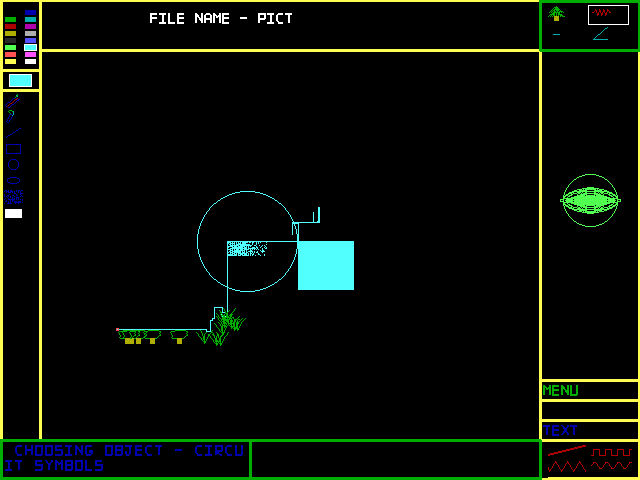 FILE NAME - PICT
MENU
TEXT
CHOOSING OBJECT - CIRCU
IT SYMBOLS